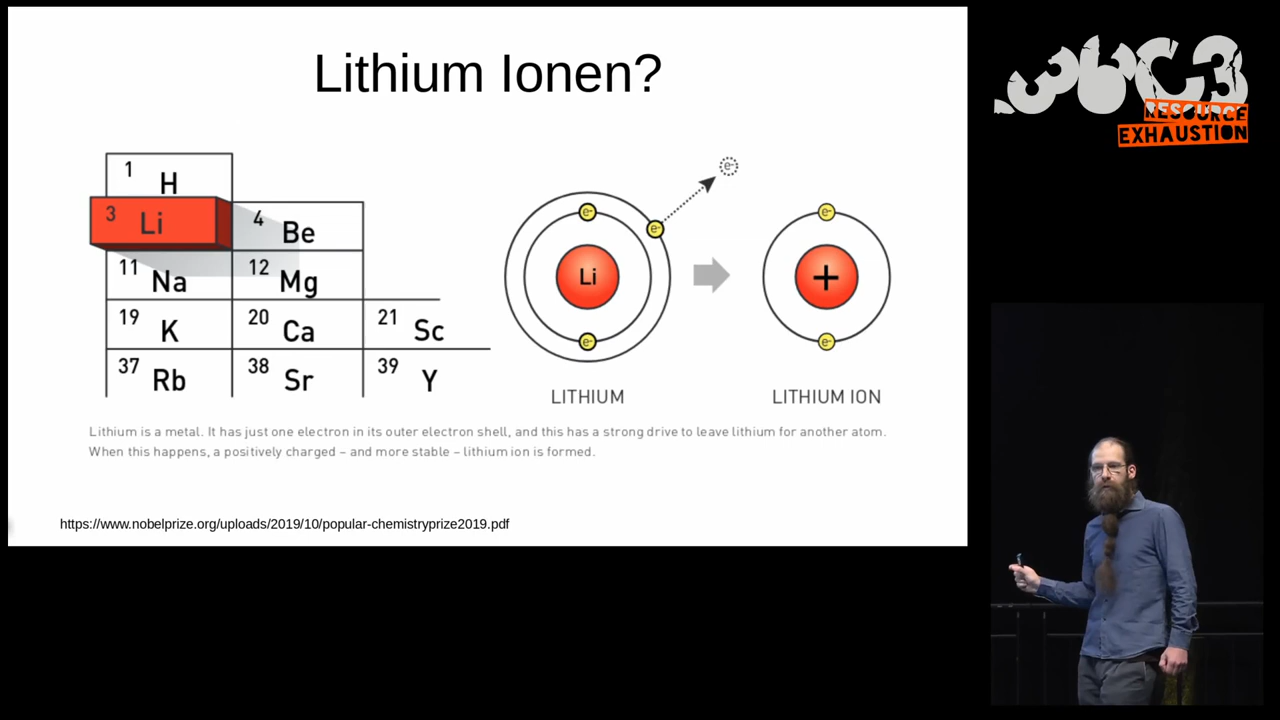 Lithium Ionen?
36C3
RESOURCE
EXHAUSTION
1
H
3
Li
4
Be
11
Na
12
Mg
19
K
20
Ca
21
Sc
37
Rb
38
Sr
39
Y
e-
e-
e-
Li
e-
e-
+
e-
LITHIUM
LITHIUM ION
Lithium is a metal. It has just one electron in its outer electron shell, and this has a strong drive to leave lithium for another atom.
When this happens, a positively charged – and more stable – lithium ion is formed.
https://www.nobelprize.org/uploads/2019/10/popular-chemistryprize2019.pdf